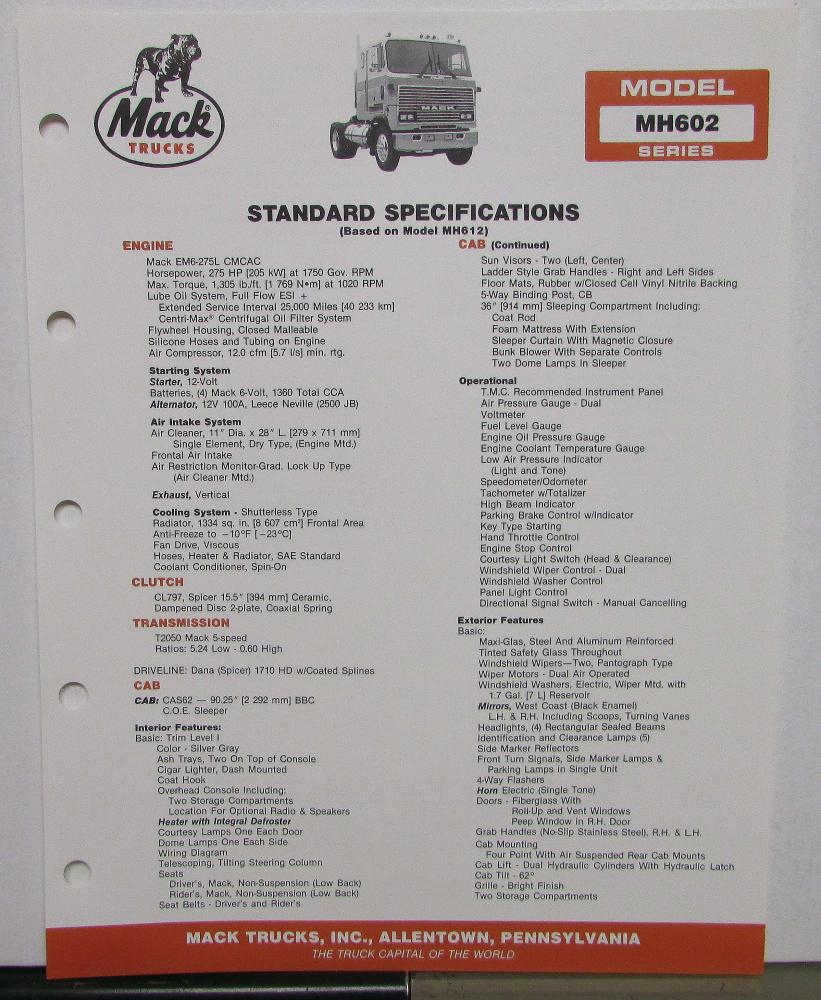 Mack®
TRUCKS
MACK
MODEL
MH602
SERIES
STANDARD SPECIFICATIONS
(Based on Model MH612)
ENGINE
Mack EM6-275L CMCAC
Horsepower, 275 HP [205 kW] at 1750 Gov. RPM
Max. Torque, 1,305 lb./ft. [1 769 N•m] at 1020 RPM
Lube Oil System, Full Flow ESI +
Extended Service Interval 25,000 Miles [40 233 km]
Centri-Max® Centrifugal Oil Filter System
Flywheel Housing, Closed Malleable
Silicone Hoses and Tubing on Engine
Air Compressor, 12.0 cfm [5.7 l/s] min. rtg.
Starting System
Starter, 12-Volt
Batteries, (4) Mack 6-Volt, 1360 Total CCA
Alternator, 12V 100A, Leece Neville (2500 JB)
Air Intake System
Air Cleaner, 11" Dia. x 28" L. [279 x 711 mm]
Single Element, Dry Type, (Engine Mtd.)
Frontal Air Intake
Air Restriction Monitor-Grad. Lock Up Type
(Air Cleaner Mtd.)
Exhaust, Vertical
Cooling System - Shutterless Type
Radiator, 1334 sq. in. [8 607 cm²] Frontal Area
Anti-Freeze to −10°F [−23°C]
Fan Drive, Viscous
Hoses, Heater & Radiator, SAE Standard
Coolant Conditioner, Spin-On
CLUTCH
CL797, Spicer 15.5" [394 mm] Ceramic,
Dampened Disc 2-plate, Coaxial Spring
TRANSMISSION
T2050 Mack 5-speed
Ratios: 5.24 Low - 0.60 High
DRIVELINE: Dana (Spicer) 1710 HD w/Coated Splines
CAB
CAB: CAS62 — 90.25" [2 292 mm] BBC
C.O.E. Sleeper
Interior Features:
Basic: Trim Level I
Color - Silver Gray
Ash Trays, Two On Top of Console
Cigar Lighter, Dash Mounted
Coat Hook
Overhead Console Including:
Two Storage Compartments
Location For Optional Radio & Speakers
Heater with Integral Defroster
Courtesy Lamps One Each Door
Dome Lamps One Each Side
Wiring Diagram
Telescoping, Tilting Steering Column
Seats
Driver's, Mack, Non-Suspension (Low Back)
Rider's, Mack, Non-Suspension (Low Back)
Seat Belts - Driver's and Rider's
CAB (Continued)
Sun Visors - Two (Left, Center)
Ladder Style Grab Handles - Right and Left Sides
Floor Mats, Rubber w/Closed Cell Vinyl Nitrile Backing
5-Way Binding Post, CB
36" [914 mm] Sleeping Compartment Including:
Coat Rod
Foam Mattress With Extension
Sleeper Curtain With Magnetic Closure
Bunk Blower With Separate Controls
Two Dome Lamps In Sleeper
Operational
T.M.C. Recommended Instrument Panel
Air Pressure Gauge - Dual
Voltmeter
Fuel Level Gauge
Engine Oil Pressure Gauge
Engine Coolant Temperature Gauge
Low Air Pressure Indicator
(Light and Tone)
Speedometer/Odometer
Tachometer w/Totalizer
High Beam Indicator
Parking Brake Control w/Indicator
Key Type Starting
Hand Throttle Control
Engine Stop Control
Courtesy Light Switch (Head & Clearance)
Windshield Wiper Control - Dual
Windshield Washer Control
Panel Light Control
Directional Signal Switch - Manual Cancelling
Exterior Features
Basic:
Maxi-Glas, Steel And Aluminum Reinforced
Tinted Safety Glass Throughout
Windshield Wipers—Two, Pantograph Type
Wiper Motors - Dual Air Operated
Windshield Washers, Electric, Wiper Mtd. with
1.7 Gal. [7 L] Reservoir
Mirrors, West Coast (Black Enamel)
L.H. & R.H. Including Scoops, Turning Vanes
Headlights, (4) Rectangular Sealed Beams
Identification and Clearance Lamps (5)
Side Marker Reflectors
Front Turn Signals, Side Marker Lamps &
Parking Lamps in Single Unit
4-Way Flashers
Horn Electric (Single Tone)
Doors - Fiberglass With
Roll-Up and Vent Windows
Peep Window in R.H. Door
Grab Handles (No-Slip Stainless Steel), R.H. & L.H.
Cab Mounting
Four Point With Air Suspended Rear Cab Mounts
Cab Lift - Dual Hydraulic Cylinders With Hydraulic Latch
Cab Tilt - 62°
Grille - Bright Finish
Two Storage Compartments
MACK TRUCKS, INC., ALLENTOWN, PENNSYLVANIA
THE TRUCK CAPITAL OF THE WORLD